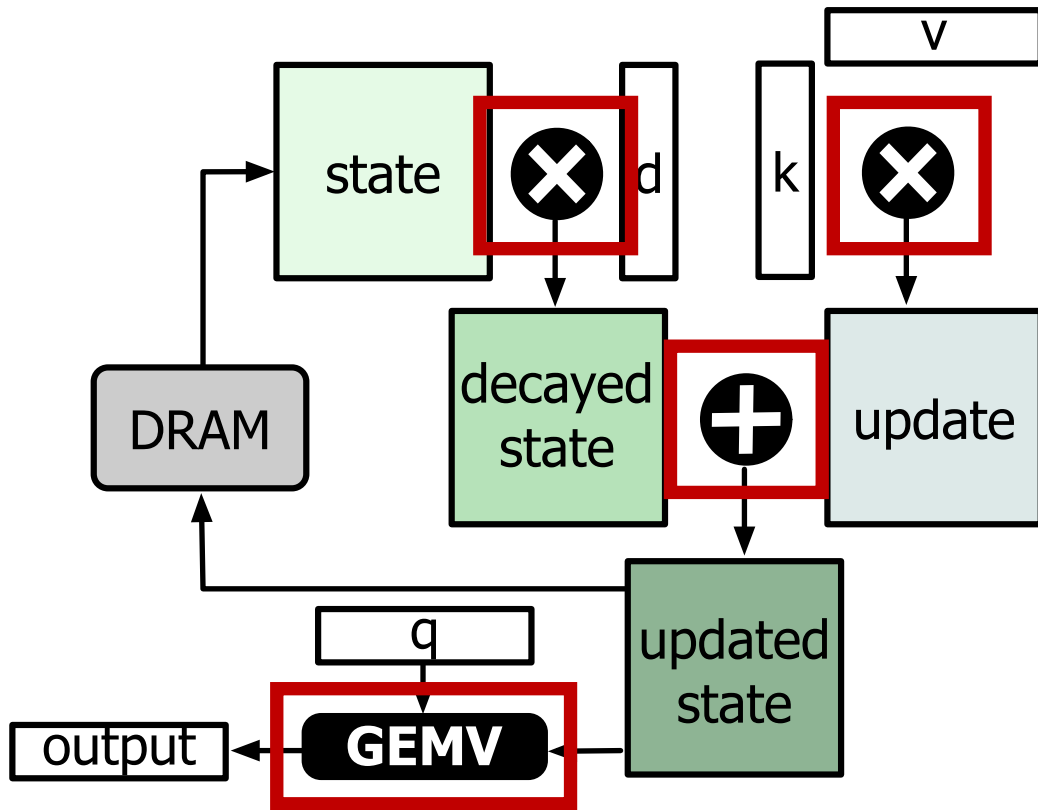 v
state
d
k
decayed
state
update
DRAM
updated
state
q
GEMV
output